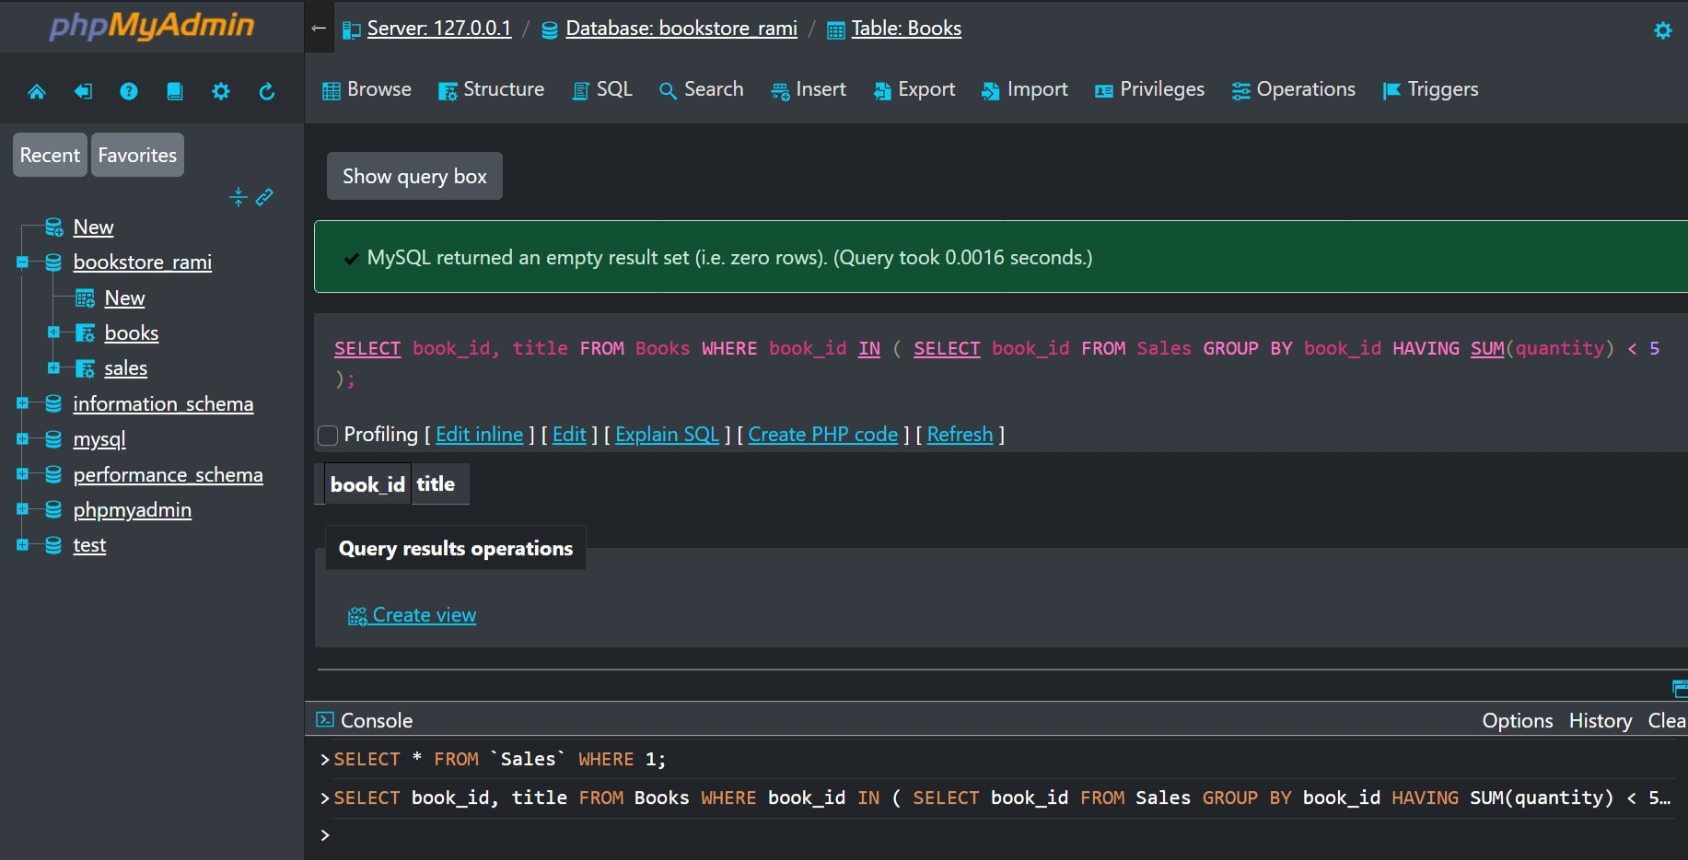 phpMyAdmin
Recent Favorites
New
bookstore_rami
New
books
sales
information_schema
mysql
performance_schema
phpmyadmin
test
← Server: 127.0.0.1 / Database: bookstore_rami / Table: Books
Browse Structure SQL Search Insert Export Import Privileges Operations Triggers
Show query box
MySQL returned an empty result set (i.e. zero rows). (Query took 0.0016 seconds.)
SELECT book_id, title FROM Books WHERE book_id IN ( SELECT book_id FROM Sales GROUP BY book_id HAVING SUM(quantity) < 5
);
Profiling [ Edit inline ] [ Edit ] [ Explain SQL ] [ Create PHP code ] [ Refresh ]
book_id title
Query results operations
Create view
Console Options History Clea
>SELECT * FROM `Sales` WHERE 1;
>SELECT book_id, title FROM Books WHERE book_id IN ( SELECT book_id FROM Sales GROUP BY book_id HAVING SUM(quantity) < 5…
>